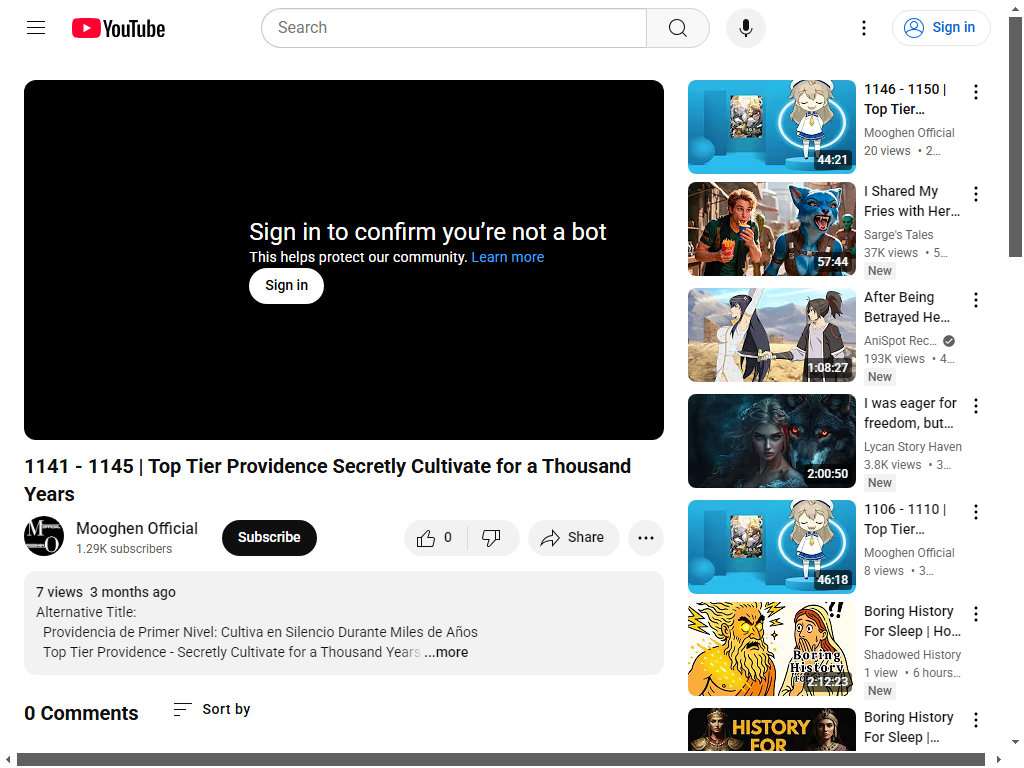 YouTube
Search
Sign in
Sign in to confirm you’re not a bot
This helps protect our community. Learn more
Sign in
1141 - 1145 | Top Tier Providence Secretly Cultivate for a Thousand
Years
Mooghen Official
1.29K subscribers
Subscribe
0
Share
7 views 3 months ago
Alternative Title:
Providencia de Primer Nivel: Cultiva en Silencio Durante Miles de Años
Top Tier Providence - Secretly Cultivate for a Thousand Years ...more
0 Comments
Sort by
44:21
1146 - 1150 |
Top Tier…
Mooghen Official
20 views • 2…
57:44
I Shared My
Fries with Her…
Sarge's Tales
37K views • 5…
New
1:08:27
After Being
Betrayed He…
AniSpot Rec…
193K views • 4…
New
2:00:50
I was eager for
freedom, but…
Lycan Story Haven
3.8K views • 3…
New
46:18
1106 - 1110 |
Top Tier…
Mooghen Official
8 views • 3…
!!
Boring
History
2:12:23
Boring History
For Sleep | Ho…
Shadowed History
1 view • 6 hours…
New
HISTORY
FOR
Boring History
For Sleep |…